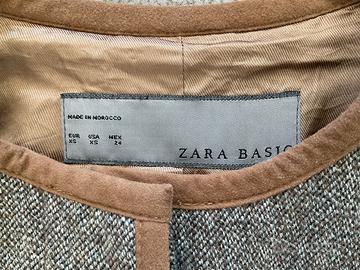 MADE IN MOROCCO
EUR USA MEX
XS XS 24
ZARA BASIC